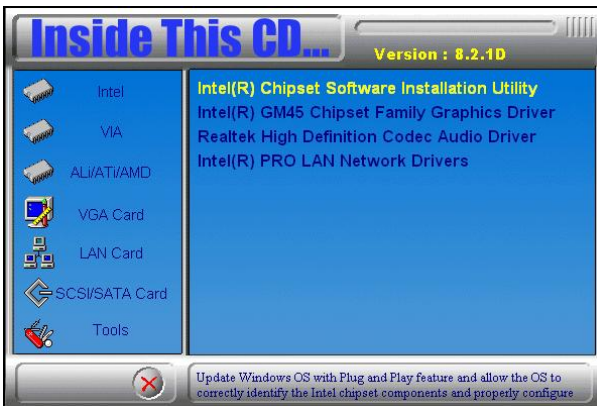 Inside This CD...
Version : 8.2.1D
Intel
VIA
ALi/ATi/AMD
VGA Card
LAN Card
SCSI/SATA Card
Tools
Intel(R) Chipset Software Installation Utility
Intel(R) GM45 Chipset Family Graphics Driver
Realtek High Definition Codec Audio Driver
Intel(R) PRO LAN Network Drivers
Update Windows OS with Plug and Play feature and allow the OS to
correctly identify the Intel chipset components and properly configure